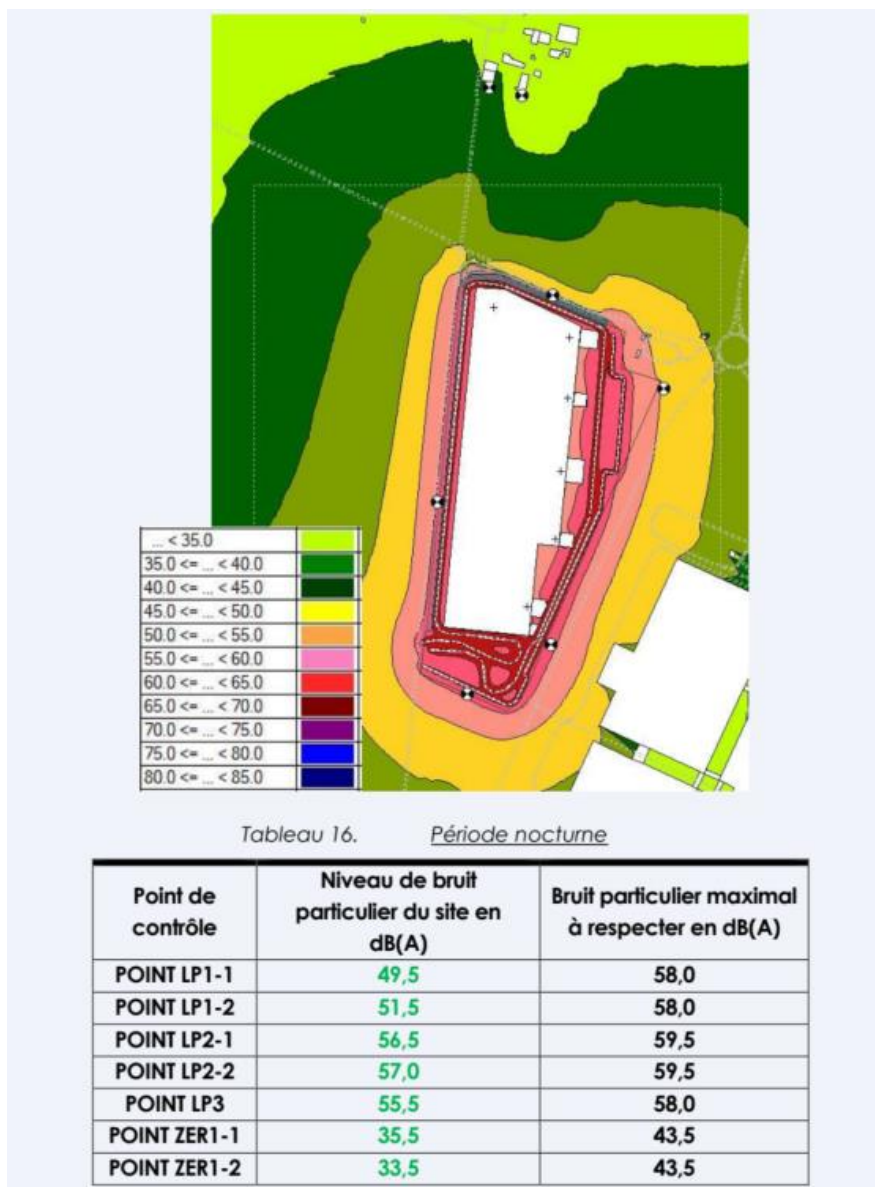 ... < 35.0
35.0 <= ... < 40.0
40.0 <= ... < 45.0
45.0 <= ... < 50.0
50.0 <= ... < 55.0
55.0 <= ... < 60.0
60.0 <= ... < 65.0
65.0 <= ... < 70.0
70.0 <= ... < 75.0
75.0 <= ... < 80.0
80.0 <= ... < 85.0
Tableau 16. Période nocturne
Point de contrôle Niveau de bruit particulier du site en dB(A) Bruit particulier maximal à respecter en dB(A)
POINT LP1-1 49,5 58,0
POINT LP1-2 51,5 58,0
POINT LP2-1 56,5 59,5
POINT LP2-2 57,0 59,5
POINT LP3 55,5 58,0
POINT ZER1-1 35,5 43,5
POINT ZER1-2 33,5 43,5